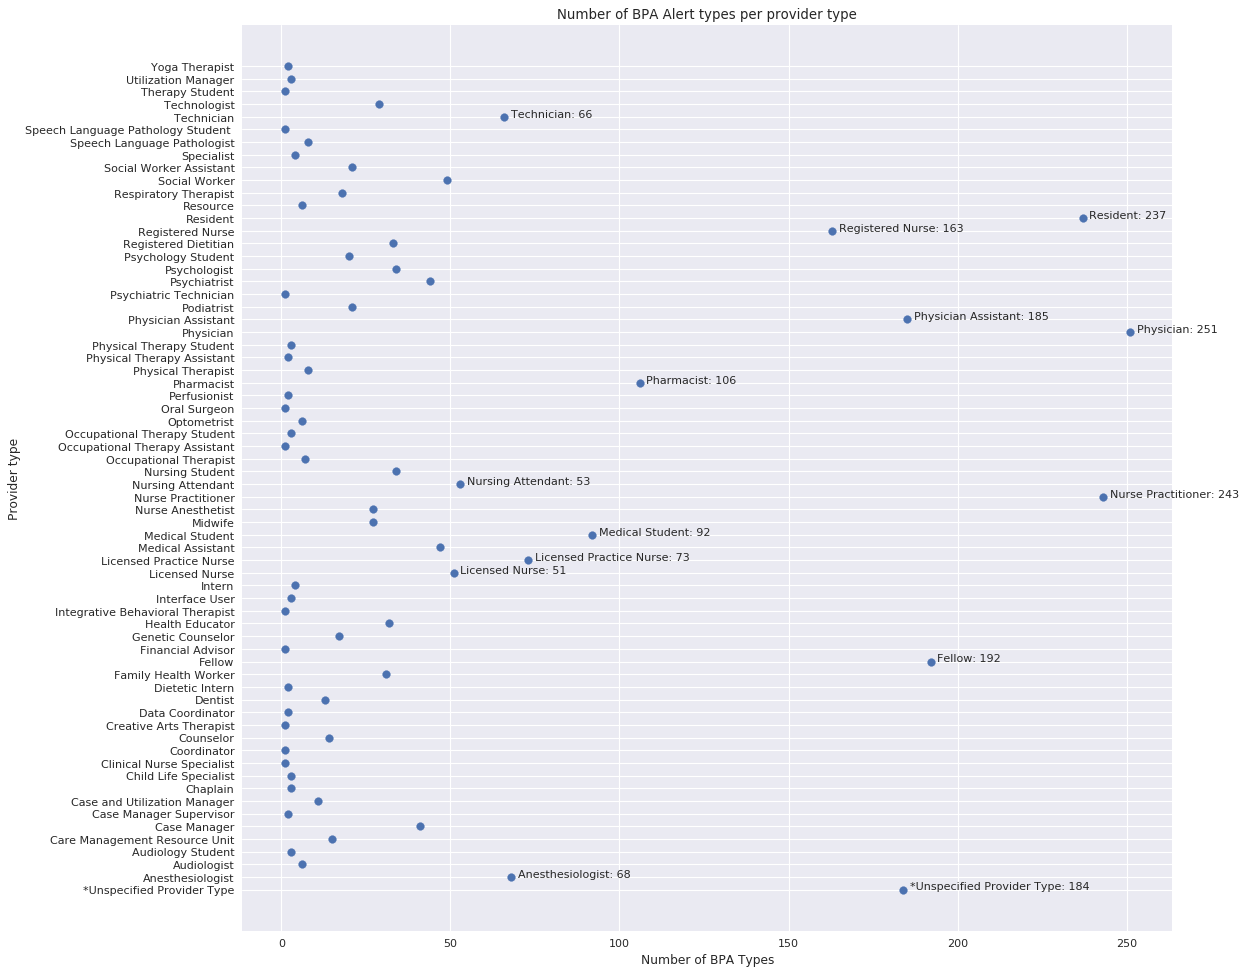 Number of BPA Alert types per provider type
Provider type
Yoga Therapist
Utilization Manager
Therapy Student
Technologist
Technician
Technician: 66
Speech Language Pathology Student
Speech Language Pathologist
Specialist
Social Worker Assistant
Social Worker
Respiratory Therapist
Resource
Resident
Resident: 237
Registered Nurse
Registered Nurse: 163
Registered Dietitian
Psychology Student
Psychologist
Psychiatrist
Psychiatric Technician
Podiatrist
Physician Assistant
Physician Assistant: 185
Physician
Physician: 251
Physical Therapy Student
Physical Therapy Assistant
Physical Therapist
Pharmacist
Pharmacist: 106
Perfusionist
Oral Surgeon
Optometrist
Occupational Therapy Student
Occupational Therapy Assistant
Occupational Therapist
Nursing Student
Nursing Attendant
Nursing Attendant: 53
Nurse Practitioner
Nurse Practitioner: 243
Nurse Anesthetist
Midwife
Medical Student
Medical Student: 92
Medical Assistant
Licensed Practice Nurse
Licensed Practice Nurse: 73
Licensed Nurse
Licensed Nurse: 51
Intern
Interface User
Integrative Behavioral Therapist
Health Educator
Genetic Counselor
Financial Advisor
Fellow
Fellow: 192
Family Health Worker
Dietetic Intern
Dentist
Data Coordinator
Creative Arts Therapist
Counselor
Coordinator
Clinical Nurse Specialist
Child Life Specialist
Chaplain
Case and Utilization Manager
Case Manager Supervisor
Case Manager
Care Management Resource Unit
Audiology Student
Audiologist
Anesthesiologist
Anesthesiologist: 68
*Unspecified Provider Type
*Unspecified Provider Type: 184
0 50 100 150 200 250
Number of BPA Types